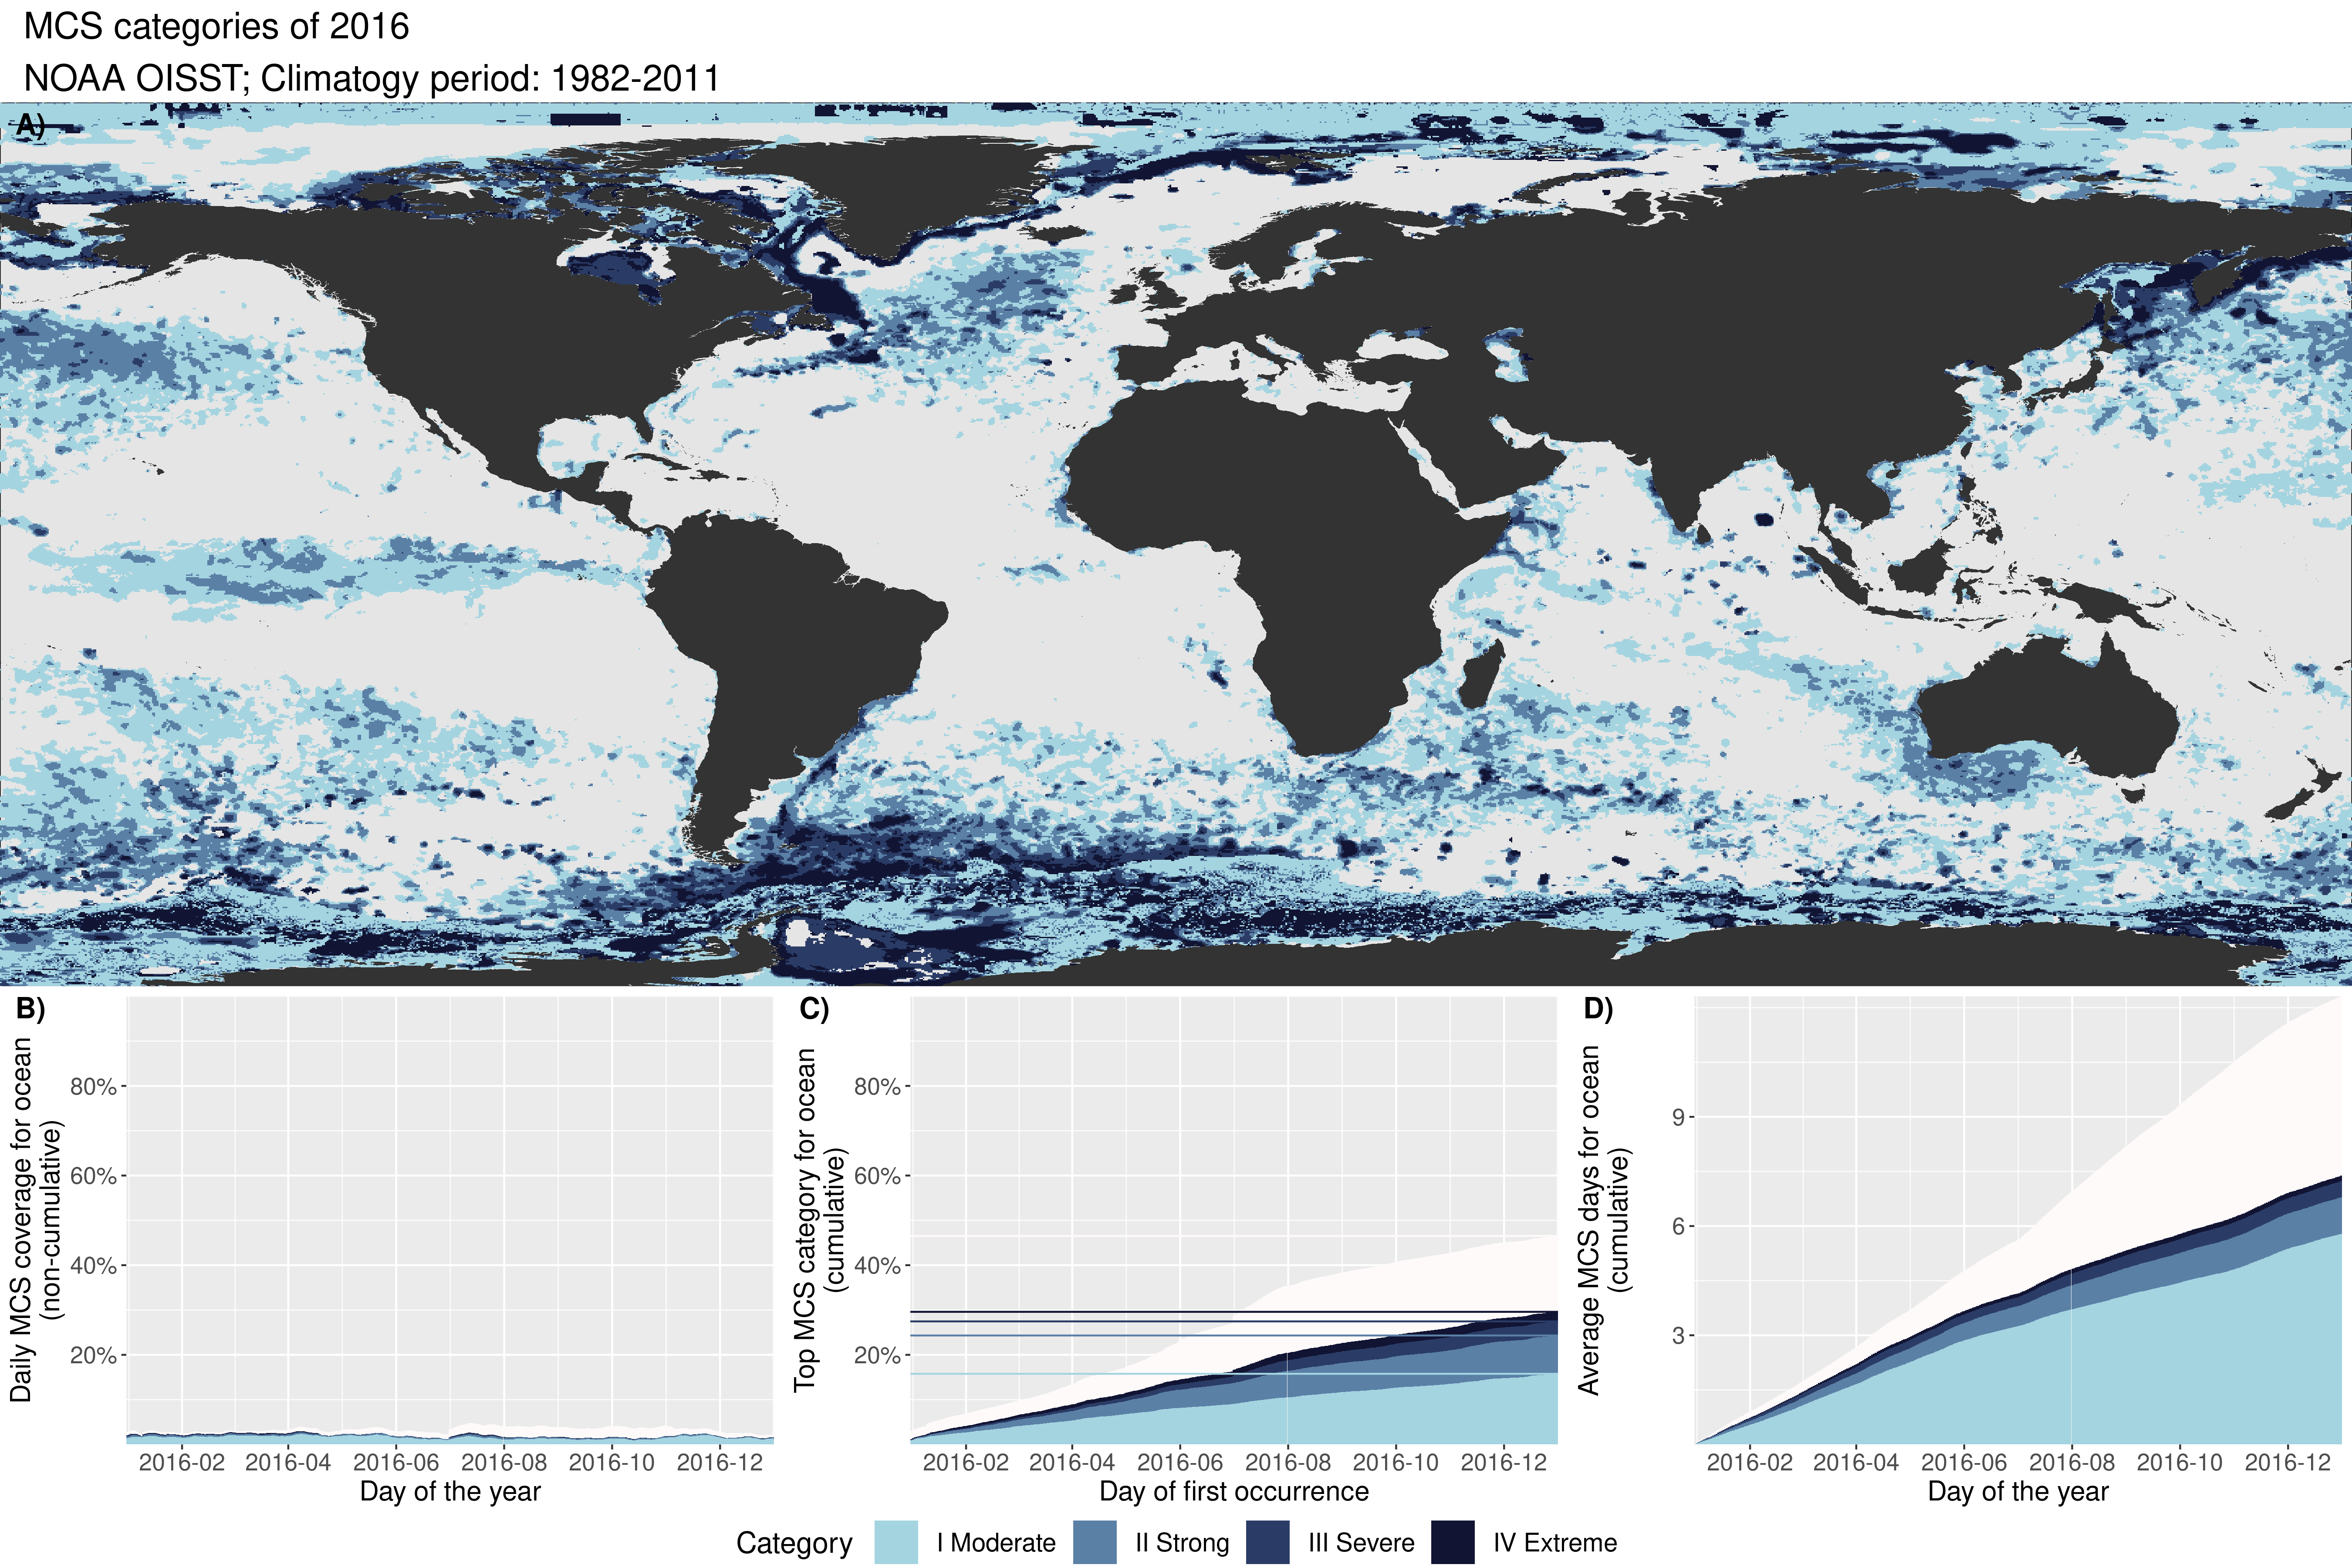 MCS categories of 2016
NOAA OISST; Climatogy period: 1982-2011
A)
B)
Daily MCS coverage for ocean
(non-cumulative)
80%
60%
40%
20%
2016-02 2016-04 2016-06 2016-08 2016-10 2016-12
Day of the year
C)
Top MCS category for ocean
(cumulative)
80%
60%
40%
20%
2016-02 2016-04 2016-06 2016-08 2016-10 2016-12
Day of first occurrence
D)
Average MCS days for ocean
(cumulative)
9
6
3
2016-02 2016-04 2016-06 2016-08 2016-10 2016-12
Day of the year
Category I Moderate II Strong III Severe IV Extreme